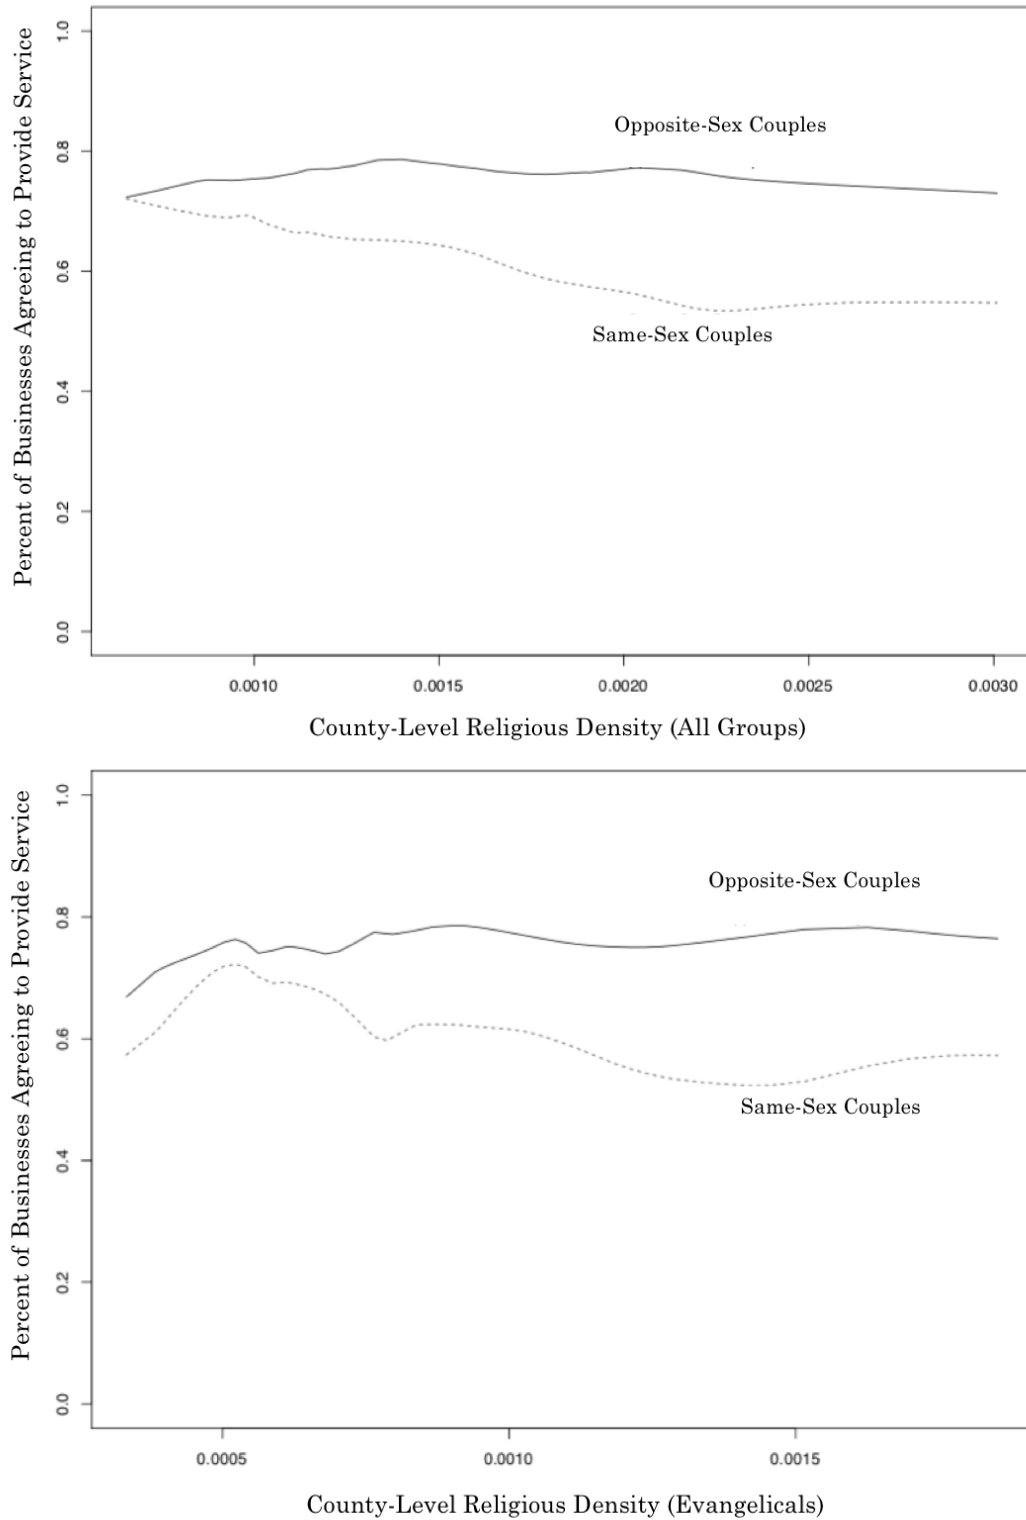 Percent of Businesses Agreeing to Provide Service
1.0
0.8
0.6
0.4
0.2
0.0
Opposite-Sex Couples
Same-Sex Couples
0.0010 0.0015 0.0020 0.0025 0.0030
County-Level Religious Density (All Groups)
Percent of Businesses Agreeing to Provide Service
1.0
0.8
0.6
0.4
0.2
0.0
Opposite-Sex Couples
Same-Sex Couples
0.0005 0.0010 0.0015
County-Level Religious Density (Evangelicals)